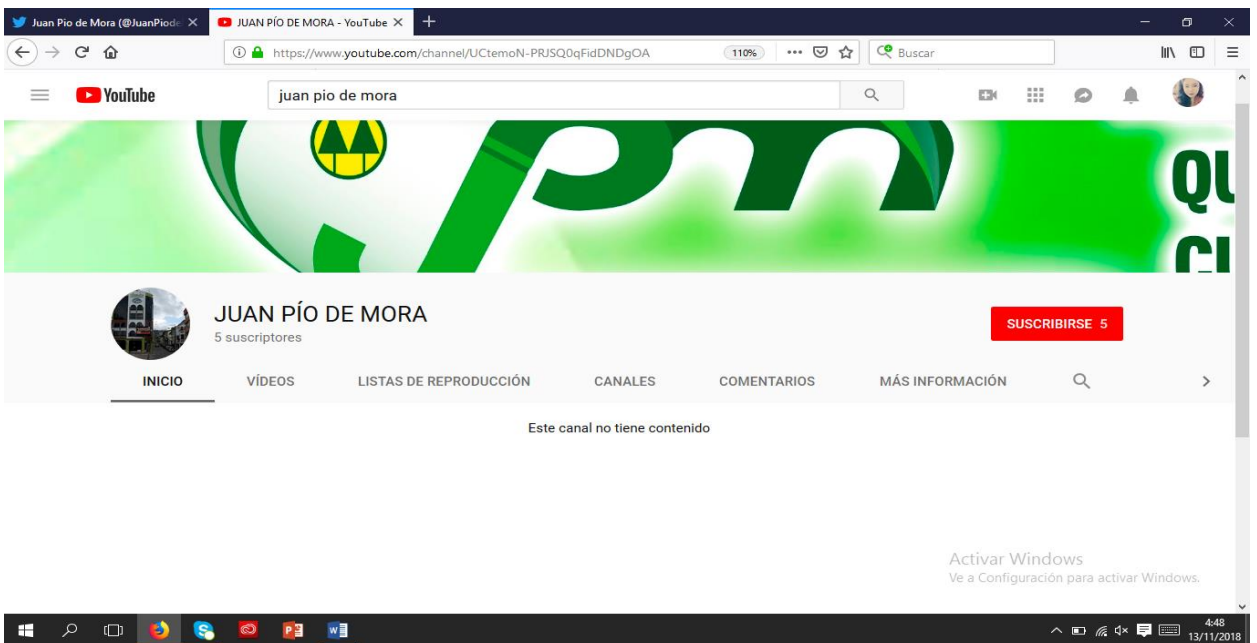 Juan Pio de Mora (@JuanPiode
JUAN PÍO DE MORA - YouTube
https://www.youtube.com/channel/UCtemoN-PRJSQ0qFidDNDgOA
110%
Buscar
YouTube
juan pio de mora
jpm
QU
CI
JUAN PÍO DE MORA
5 suscriptores
SUSCRIBIRSE 5
INICIO VÍDEOS LISTAS DE REPRODUCCIÓN CANALES COMENTARIOS MÁS INFORMACIÓN
Este canal no tiene contenido
Activar Windows
Ve a Configuración para activar Windows.
4:48
13/11/2018